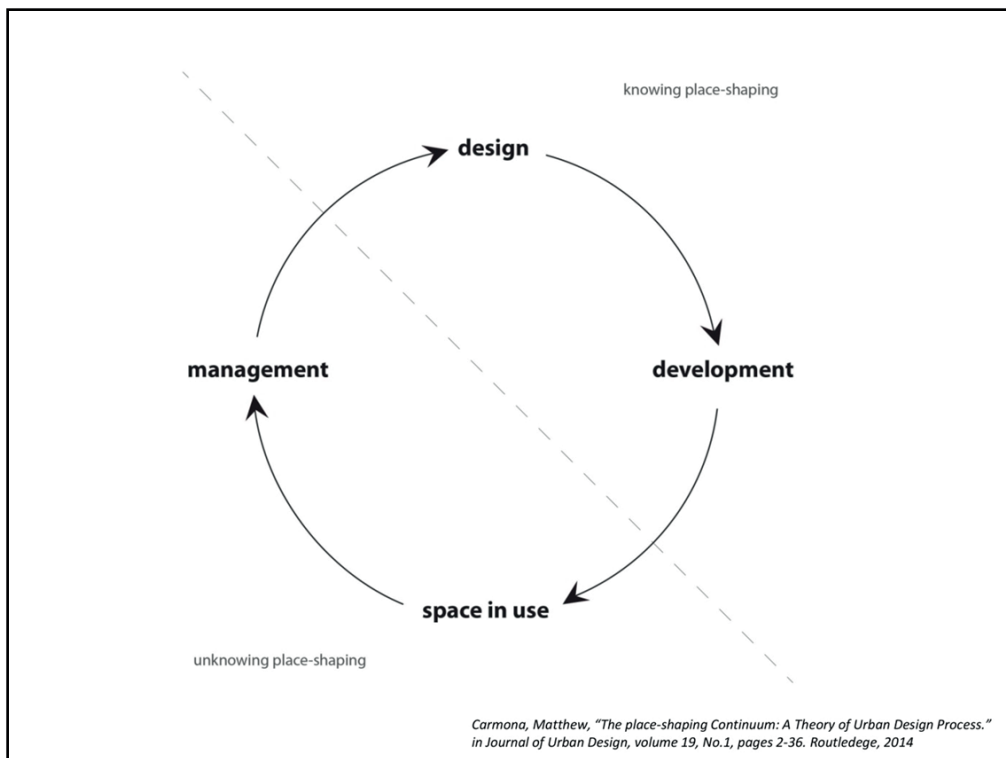 knowing place-shaping
design
management
development
space in use
unknowing place-shaping
Carmona, Matthew, “The place-shaping Continuum: A Theory of Urban Design Process.”
in Journal of Urban Design, volume 19, No.1, pages 2-36. Routledege, 2014